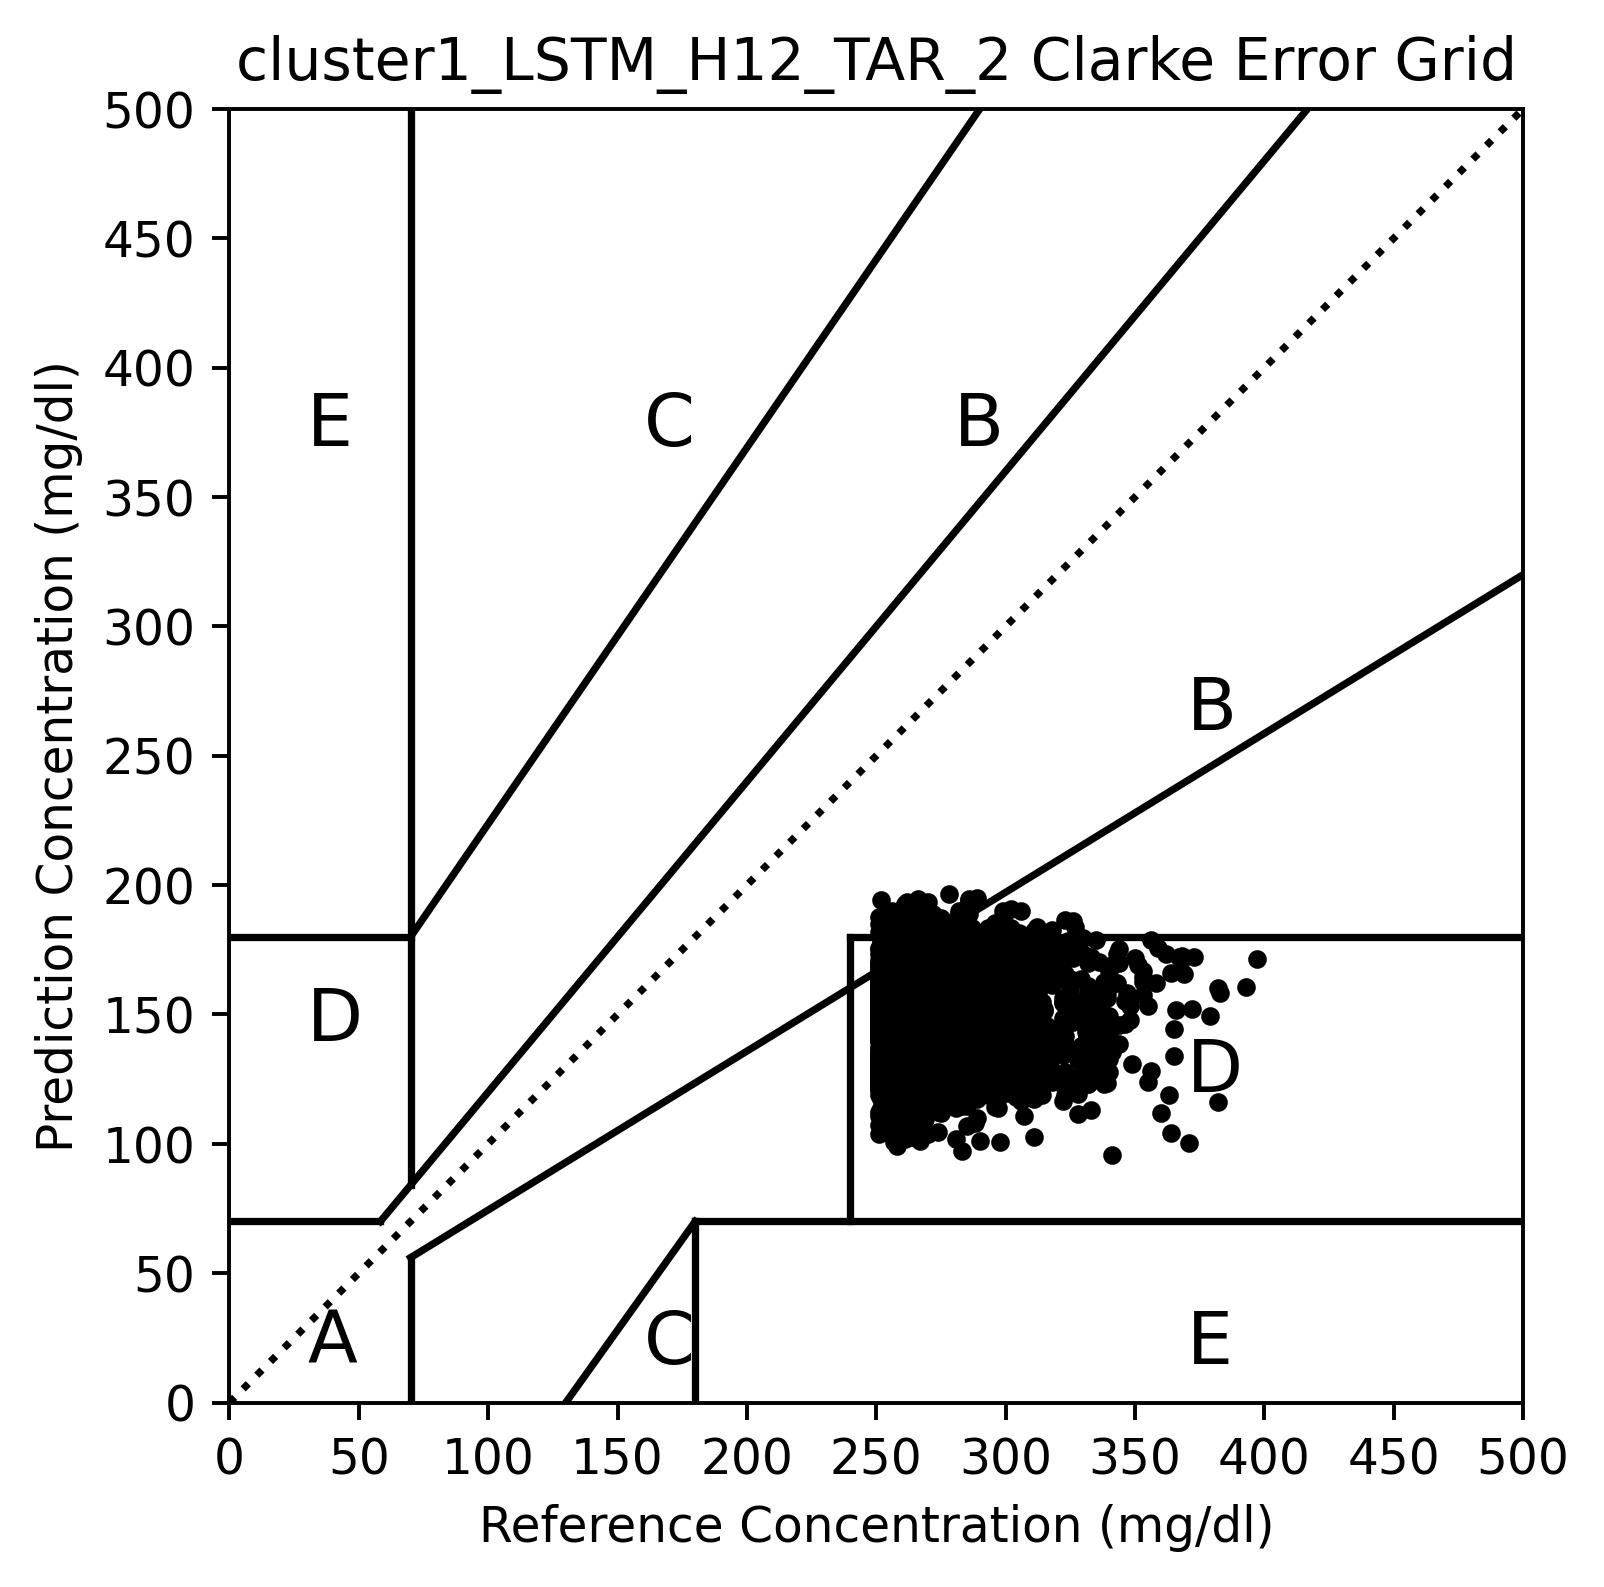 cluster1_LSTM_H12_TAR_2 Clarke Error Grid
500
450
400
350
300
250
200
150
100
50
0
Prediction Concentration (mg/dl)
E
C
B
B
D
D
A
C
E
0 50 100 150 200 250 300 350 400 450 500
Reference Concentration (mg/dl)